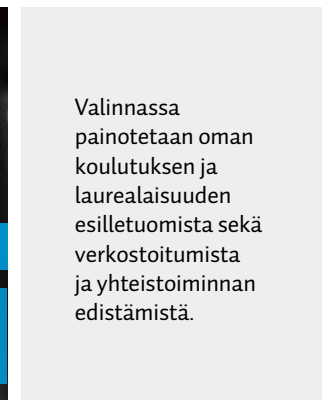 Valinnassa
painotetaan oman
koulutuksen ja
laurealaisuuden
esilletuomista sekä
verkostoitumista
ja yhteistoiminnan
edistämistä.